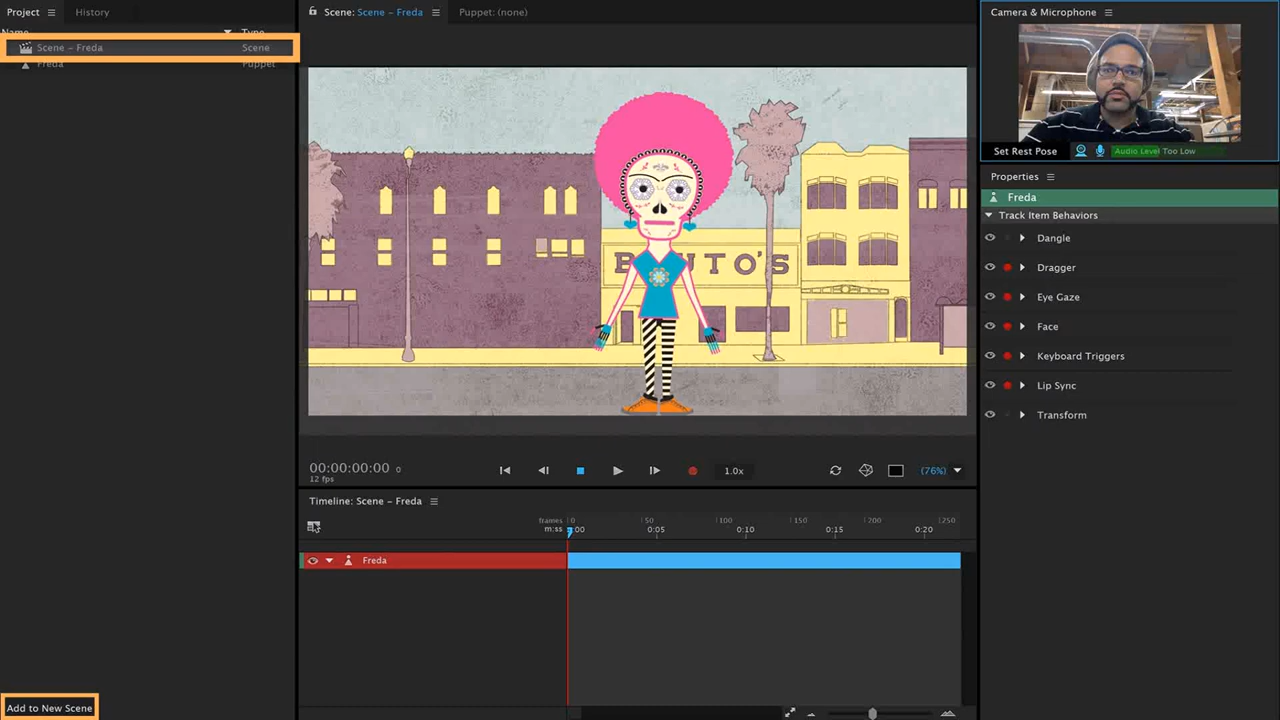 Project
History
Name
Type
Scene – Freda
Scene
Freda
Puppet
Scene: Scene – Freda
Puppet: (none)
00:00:00:00 0
12 fps
1.0x
(76%)
Timeline: Scene – Freda
frames 0 50 100 150 200 250
m:ss 0:00 0:05 0:10 0:15 0:20
Freda
Camera & Microphone
Set Rest Pose
Audio Level Too Low
Properties
Freda
Track Item Behaviors
Dangle
Dragger
Eye Gaze
Face
Keyboard Triggers
Lip Sync
Transform
Add to New Scene